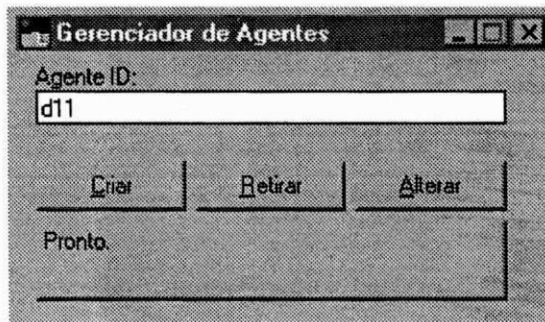 Gerenciador de Agentes
Agente ID:
d11
Criar Retirar Alterar
Pronto.